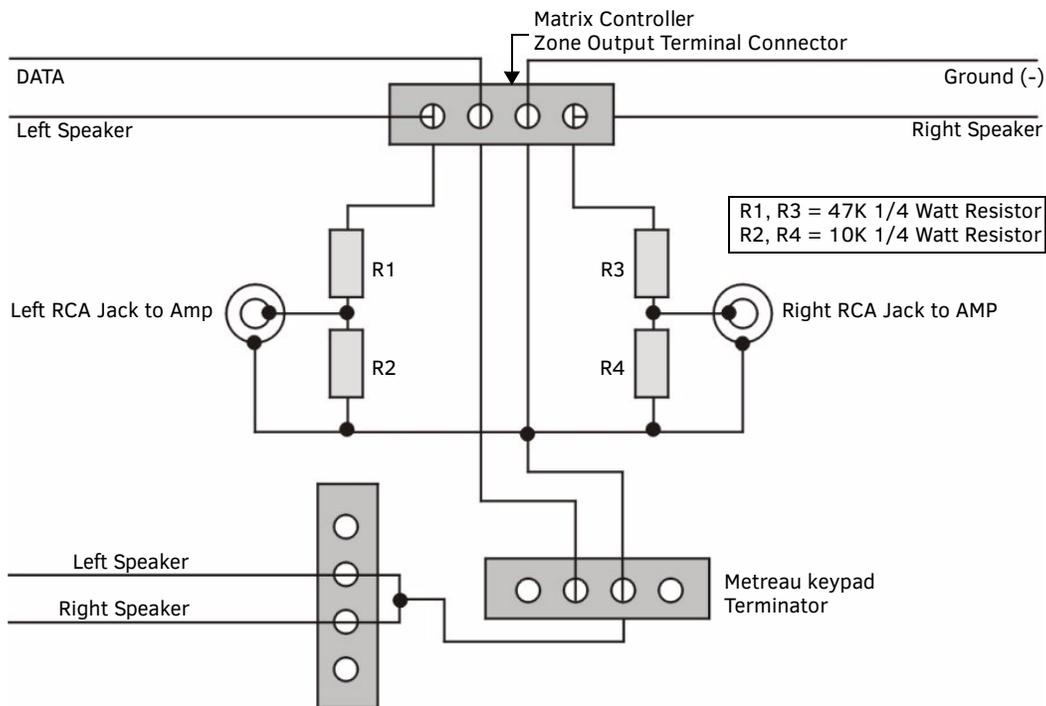 Matrix Controller
Zone Output Terminal Connector
DATA
Ground (-)
Left Speaker
Right Speaker
R1, R3 = 47K 1/4 Watt Resistor
R2, R4 = 10K 1/4 Watt Resistor
R1
R3
Left RCA Jack to Amp
Right RCA Jack to AMP
R2
R4
Left Speaker
Right Speaker
Metreau keypad
Terminator